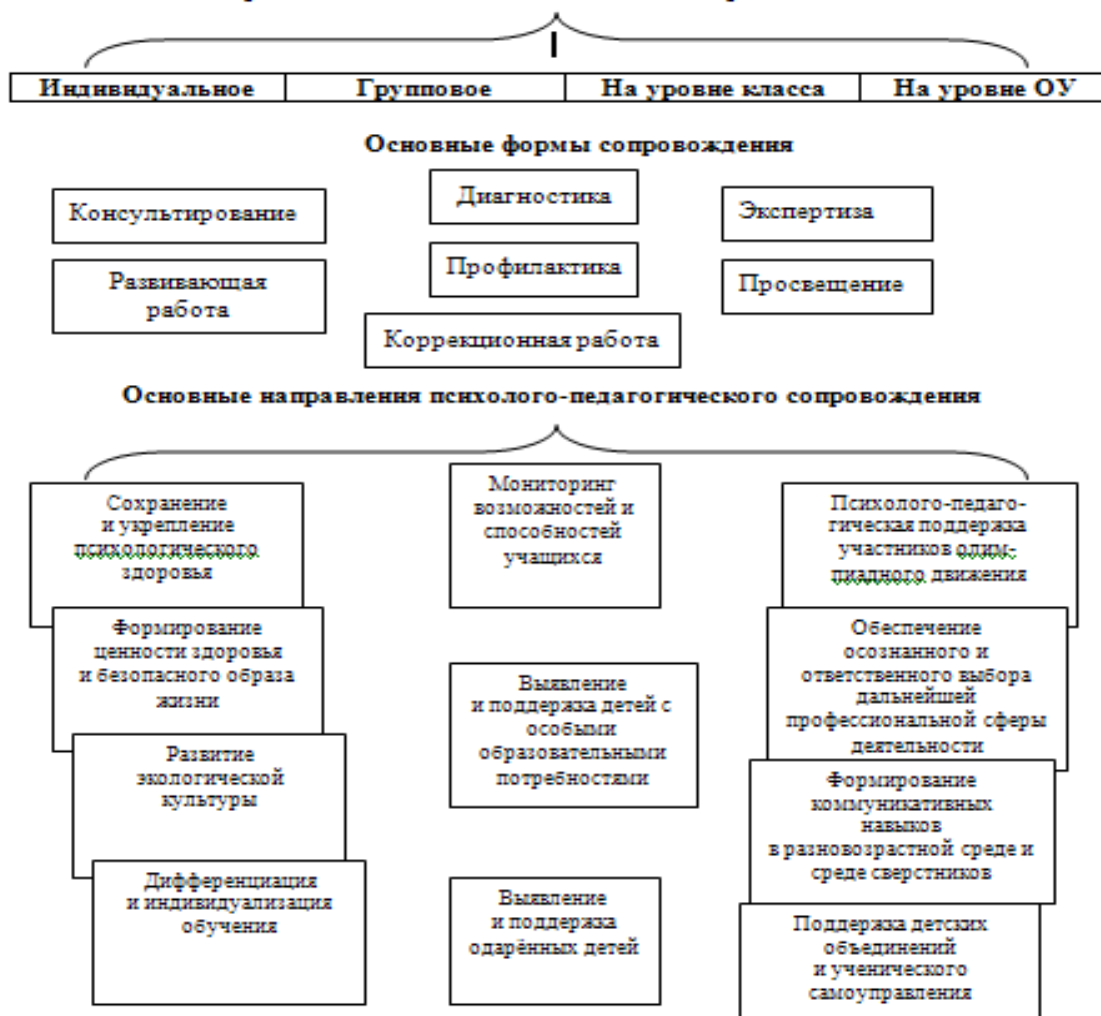 Индивидуальное
Групповое
На уровне класса
На уровне ОУ
Основные формы сопровождения
Консультирование
Диагностика
Экспертиза
Развивающая
работа
Профилактика
Просвещение
Коррекционная работа
Основные направления психолого-педагогического сопровождения
Сохранение
и укрепление
психологического
здоровья
Формирование
ценности здоровья
и безопасного образа
жизни
Развитие
экологической
культуры
Дифференциация
и индивидуализация
обучения
Мониторинг
возможностей и
способностей
учащихся
Выявление
и поддержка детей с
особыми
образовательными
потребностями
Выявление
и поддержка
одарённых детей
Психолого-педаго-
гическая поддержка
участников олим-
пиадного движения
Обеспечение
осознанного и
ответственного выбора
дальнейшей
профессиональной сферы
деятельности
Формирование
коммуникативных
навыков
в разновозрастной среде и
среде сверстников
Поддержка детских
объединений
и ученического
самоуправления